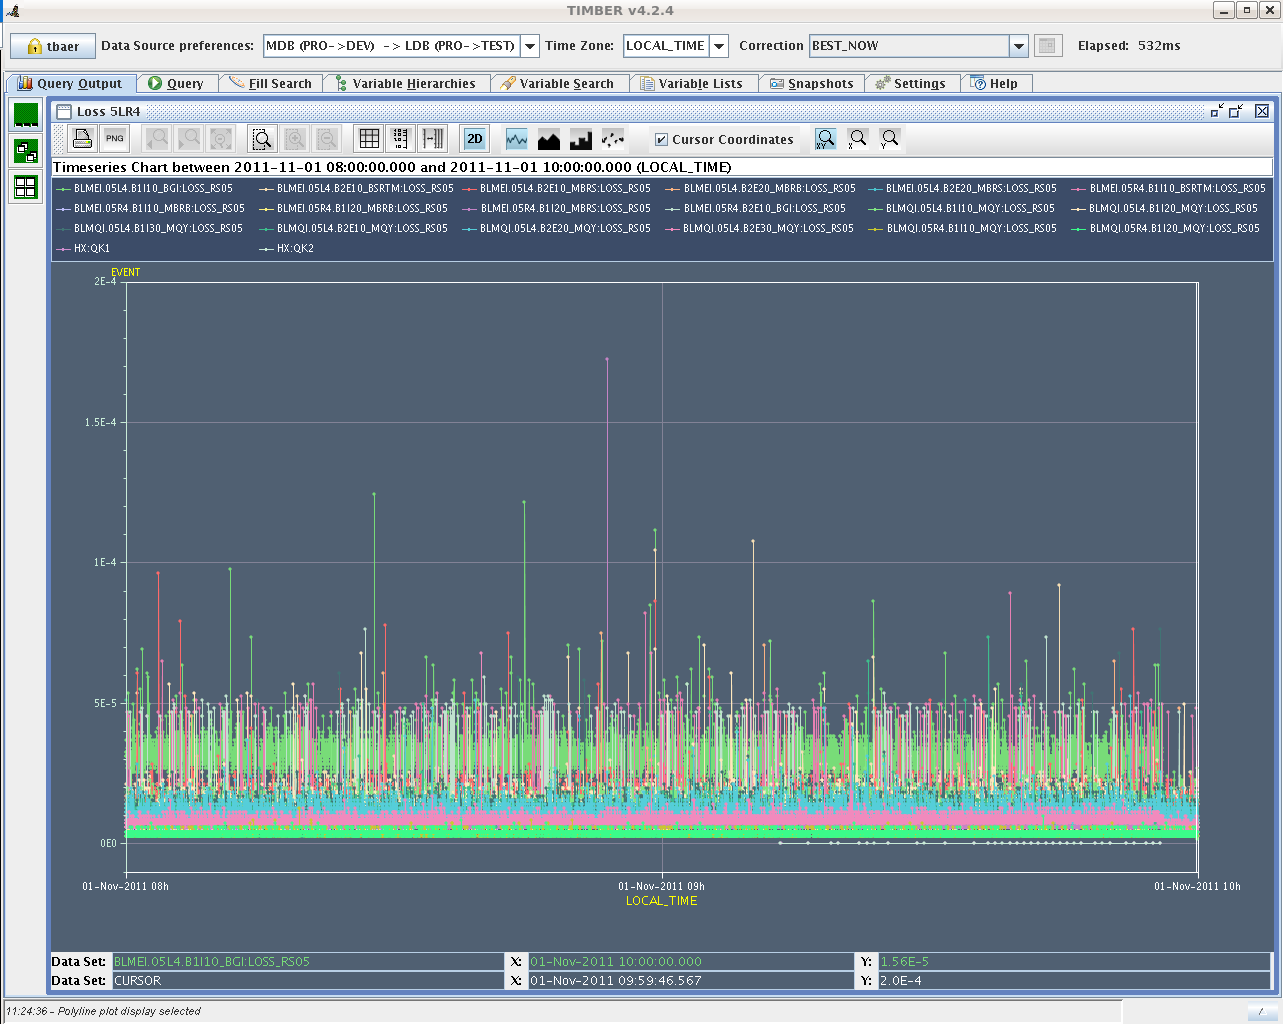 TIMBER v4.2.4
tbaer Data Source preferences: MDB (PRO->DEV) -> LDB (PRO->TEST) Time Zone: LOCAL_TIME Correction BEST_NOW Elapsed: 532ms
Query Output Query Fill Search Variable Hierarchies Variable Search Variable Lists Snapshots Settings Help
Loss 5LR4
PNG 2D Cursor Coordinates XY X Y
Timeseries Chart between 2011-11-01 08:00:00.000 and 2011-11-01 10:00:00.000 (LOCAL_TIME)
BLMEI.05L4.B1I10_BGI:LOSS_RS05 BLMEI.05L4.B2E10_BSRTM:LOSS_RS05 BLMEI.05L4.B2E10_MBRS:LOSS_RS05 BLMEI.05L4.B2E20_MBRB:LOSS_RS05 BLMEI.05L4.B2E20_MBRS:LOSS_RS05 BLMEI.05R4.B1I10_BSRTM:LOSS_RS05
BLMEI.05R4.B1I10_MBRB:LOSS_RS05 BLMEI.05R4.B1I20_MBRB:LOSS_RS05 BLMEI.05R4.B1I20_MBRS:LOSS_RS05 BLMEI.05R4.B2E10_BGI:LOSS_RS05 BLMQI.05L4.B1I10_MQY:LOSS_RS05 BLMQI.05L4.B1I20_MQY:LOSS_RS05
BLMQI.05L4.B1I30_MQY:LOSS_RS05 BLMQI.05L4.B2E10_MQY:LOSS_RS05 BLMQI.05L4.B2E20_MQY:LOSS_RS05 BLMQI.05L4.B2E30_MQY:LOSS_RS05 BLMQI.05R4.B1I10_MQY:LOSS_RS05 BLMQI.05R4.B1I20_MQY:LOSS_RS05
HX:QK1 HX:QK2
EVENT
2E-4
1.5E-4
1E-4
5E-5
0E0
01-Nov-2011 08h 01-Nov-2011 09h 01-Nov-2011 10h
LOCAL_TIME
Data Set: BLMEI.05L4.B1I10_BGI:LOSS_RS05 X: 01-Nov-2011 10:00:00.000 Y: 1.56E-5
Data Set: CURSOR X: 01-Nov-2011 09:59:46.567 Y: 2.0E-4
11:24:36 - Polyline plot display selected